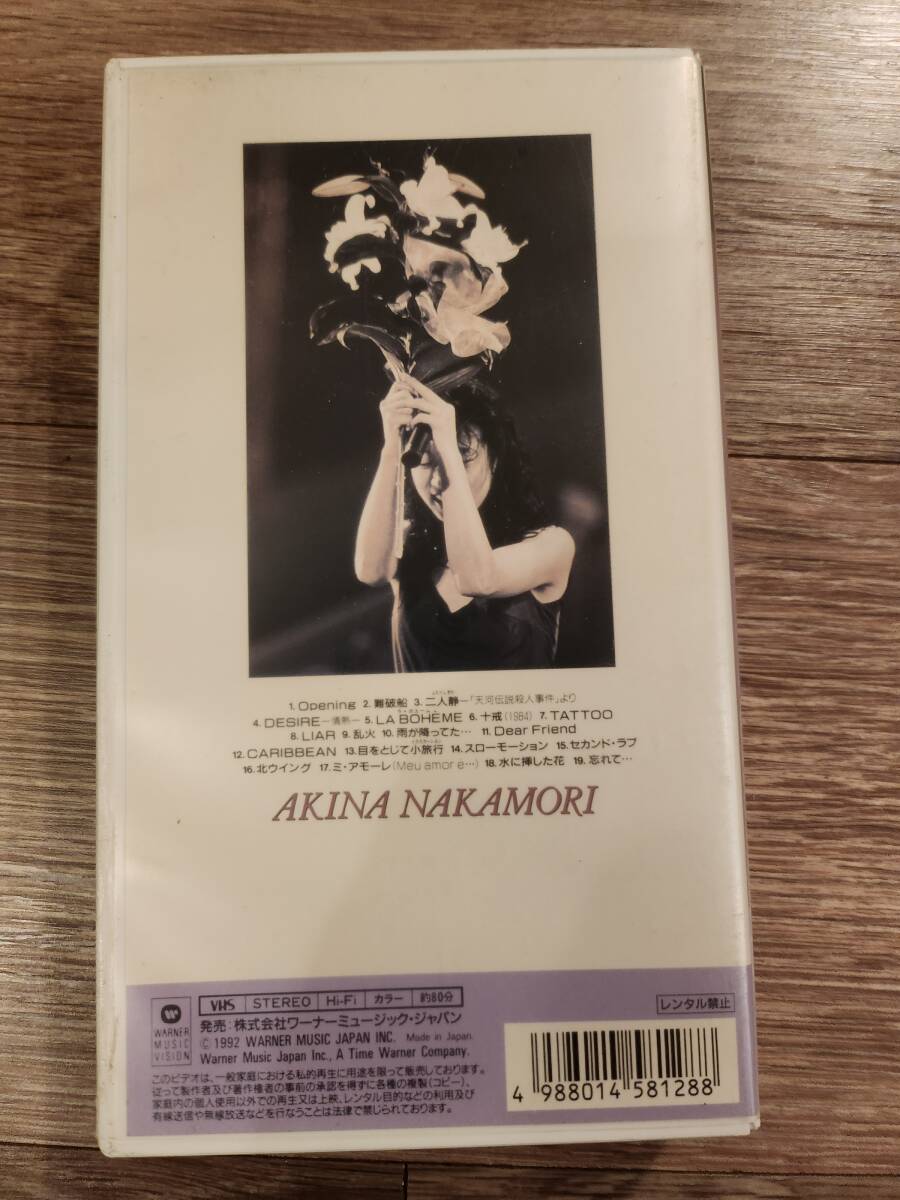 1. Opening 2. 難破船 3. 二人静ー「天河伝説殺人事件」より
4. DESIRE ー情熱ー 5. LA BOHÈME 6. 十戒(1984) 7. TATTOO
8. LIAR 9. 乱火 10. 雨が降ってた… 11. Dear Friend
12. CARIBBEAN 13. 目をとじて小旅行 14. スローモーション 15. セカンド・ラブ
16. 北ウイング 17. ミ・アモーレ(Meu amor e…) 18. 水に挿した花 19. 忘れて…
AKINA NAKAMORI
WARNER
MUSIC
VISION
VHS STEREO Hi-Fi カラー 約80分
レンタル禁止
発売:株式会社ワーナーミュージック・ジャパン
© 1992 WARNER MUSIC JAPAN INC. Made in Japan.
Warner Music Japan Inc., A Time Warner Company.
このビデオは、一般家庭における私的再生に用途を限って販売しております。
従って製作者及び著作権者の事前の承認を得ずに各種の複製(コピー)、
家庭内の個人使用以外での再生又は上映、レンタル目的などの利用及び
有線送信や無線放送などを行なうことは法律で禁じられております。
4 988014 581288